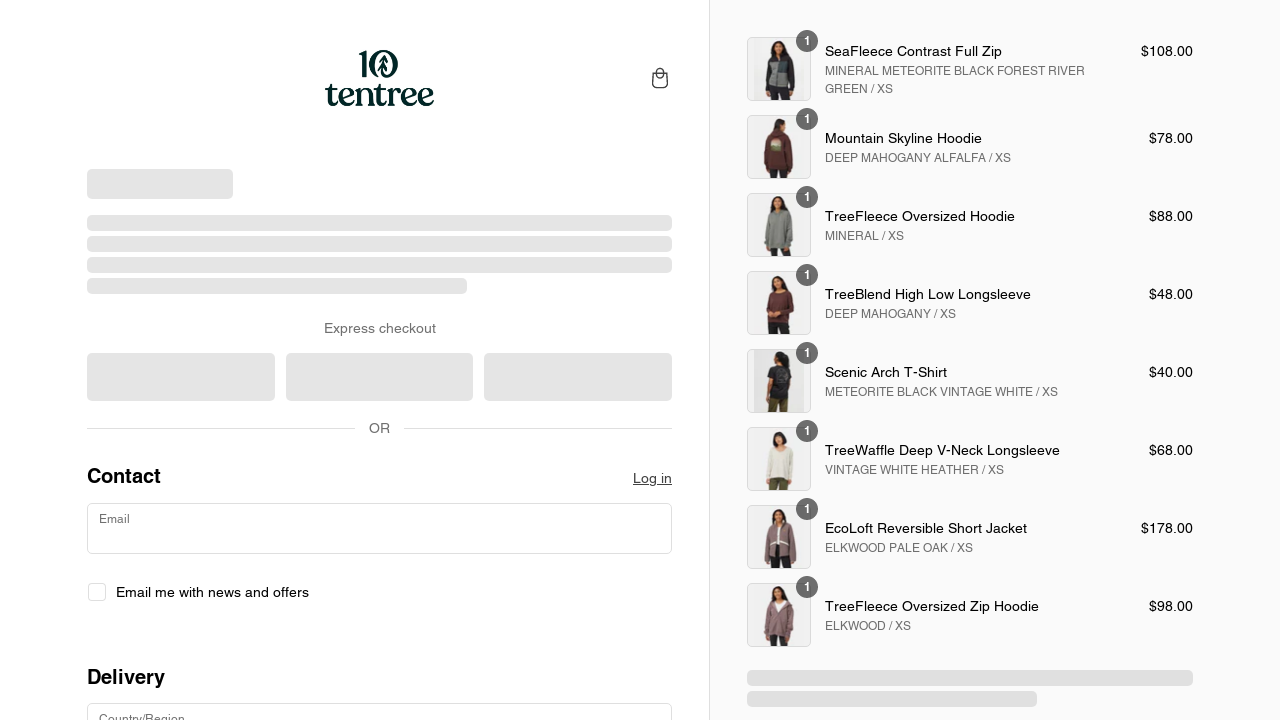 10
tentree
Express checkout
OR
Contact
Log in
Email
Email me with news and offers
Delivery
Country/Region
1
SeaFleece Contrast Full Zip
$108.00
MINERAL METEORITE BLACK FOREST RIVER
GREEN / XS
1
Mountain Skyline Hoodie
$78.00
DEEP MAHOGANY ALFALFA / XS
1
TreeFleece Oversized Hoodie
$88.00
MINERAL / XS
1
TreeBlend High Low Longsleeve
$48.00
DEEP MAHOGANY / XS
1
Scenic Arch T-Shirt
$40.00
METEORITE BLACK VINTAGE WHITE / XS
1
TreeWaffle Deep V-Neck Longsleeve
$68.00
VINTAGE WHITE HEATHER / XS
1
EcoLoft Reversible Short Jacket
$178.00
ELKWOOD PALE OAK / XS
1
TreeFleece Oversized Zip Hoodie
$98.00
ELKWOOD / XS